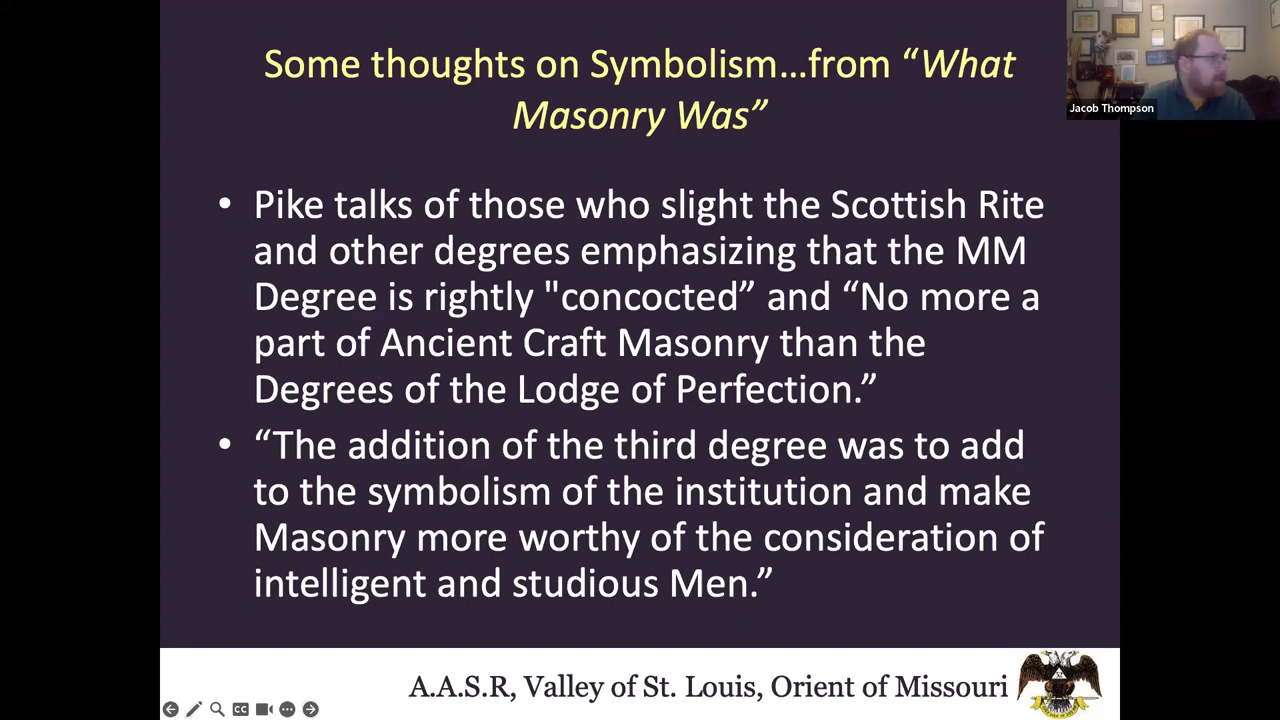 Some thoughts on Symbolism…from “What
Masonry Was”
Jacob Thompson
• Pike talks of those who slight the Scottish Rite
and other degrees emphasizing that the MM
Degree is rightly "concocted” and “No more a
part of Ancient Craft Masonry than the
Degrees of the Lodge of Perfection.”
• “The addition of the third degree was to add
to the symbolism of the institution and make
Masonry more worthy of the consideration of
intelligent and studious Men.”
A.A.S.R, Valley of St. Louis, Orient of Missouri
CC